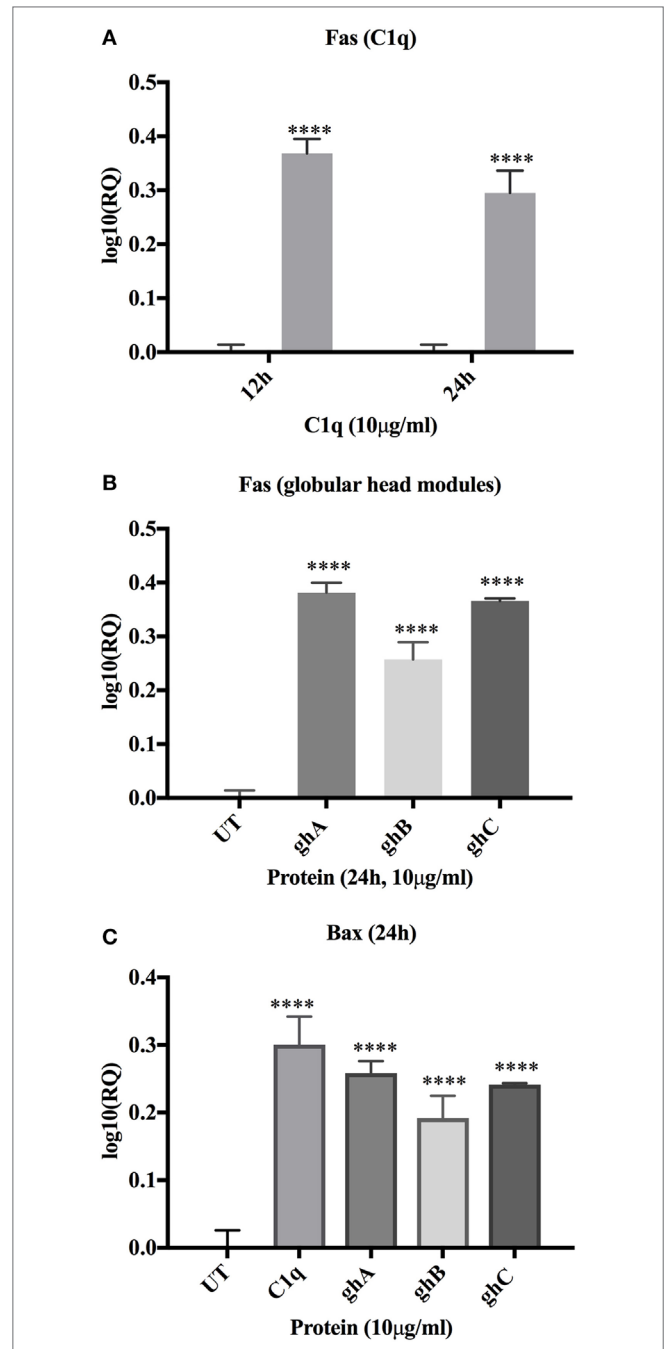 A
Fas (C1q)
0.5
0.4
0.3
0.2
0.1
0.0
log10(RQ)
****
****
12h
24h
C1q (10μg/ml)
B
Fas (globular head modules)
0.5
0.4
0.3
0.2
0.1
0.0
log10(RQ)
****
****
****
UT
ghA
ghB
ghC
Protein (24h, 10μg/ml)
C
Bax (24h)
0.4
0.3
0.2
0.1
0.0
log10(RQ)
****
****
****
****
UT
C1q
ghA
ghB
ghC
Protein (10μg/ml)